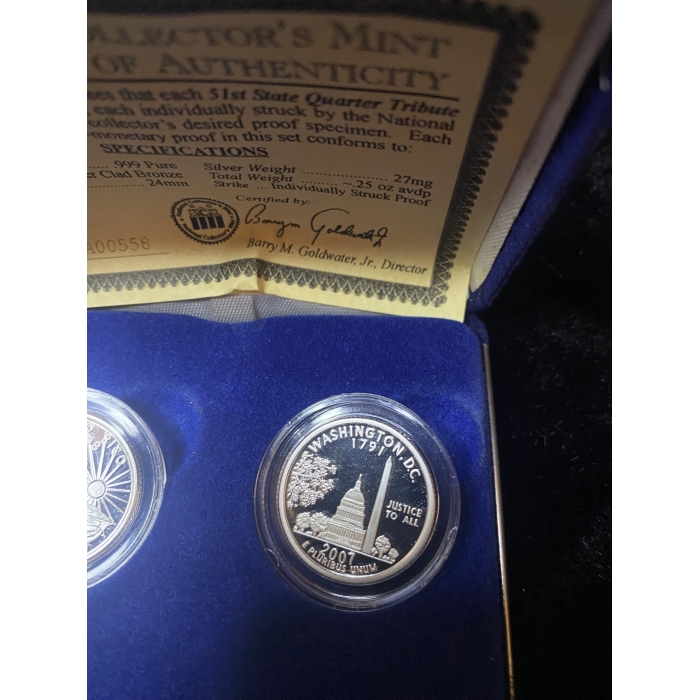 OLLECTOR'S MINT
OF AUTHENTICITY
ees that each 51st State Quarter Tribute
each individually struck by the National
collector's desired proof specimen. Each
-monetary proof in this set conforms to:
SPECIFICATIONS
.999 Pure Silver Weight 27mg
Clad Bronze Total Weight ~.25 oz avdp
24mm Strike ... Individually Struck Proof
Certified by:
A00558
Barry M. Goldwater, Jr., Director
WASHINGTON, D.C.
1791
JUSTICE
TO ALL
2007
E PLURIBUS UNUM